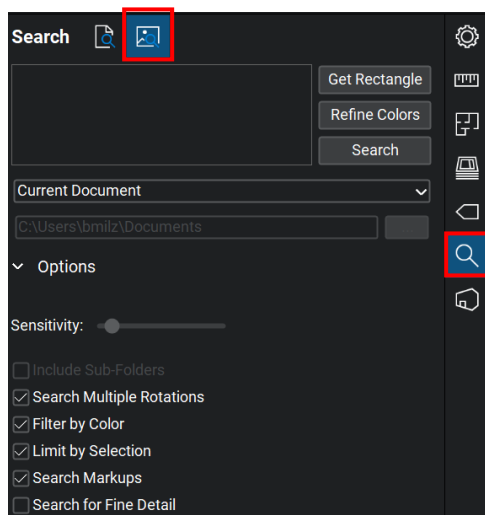 Search
Get Rectangle
Refine Colors
Search
Current Document
C:\Users\bmilz\Documents
Options
Sensitivity:
Include Sub-Folders
Search Multiple Rotations
Filter by Color
Limit by Selection
Search Markups
Search for Fine Detail